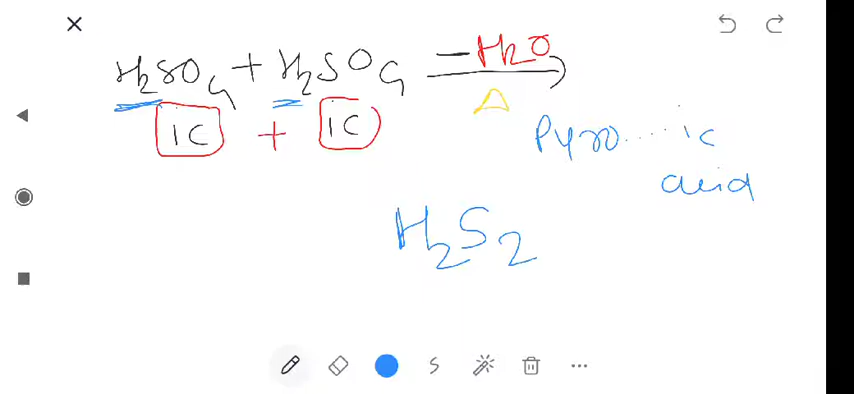 H2SO4 + H2SO4 –H2O
△
ic + ic
Pyro....ic
acid
H2S2